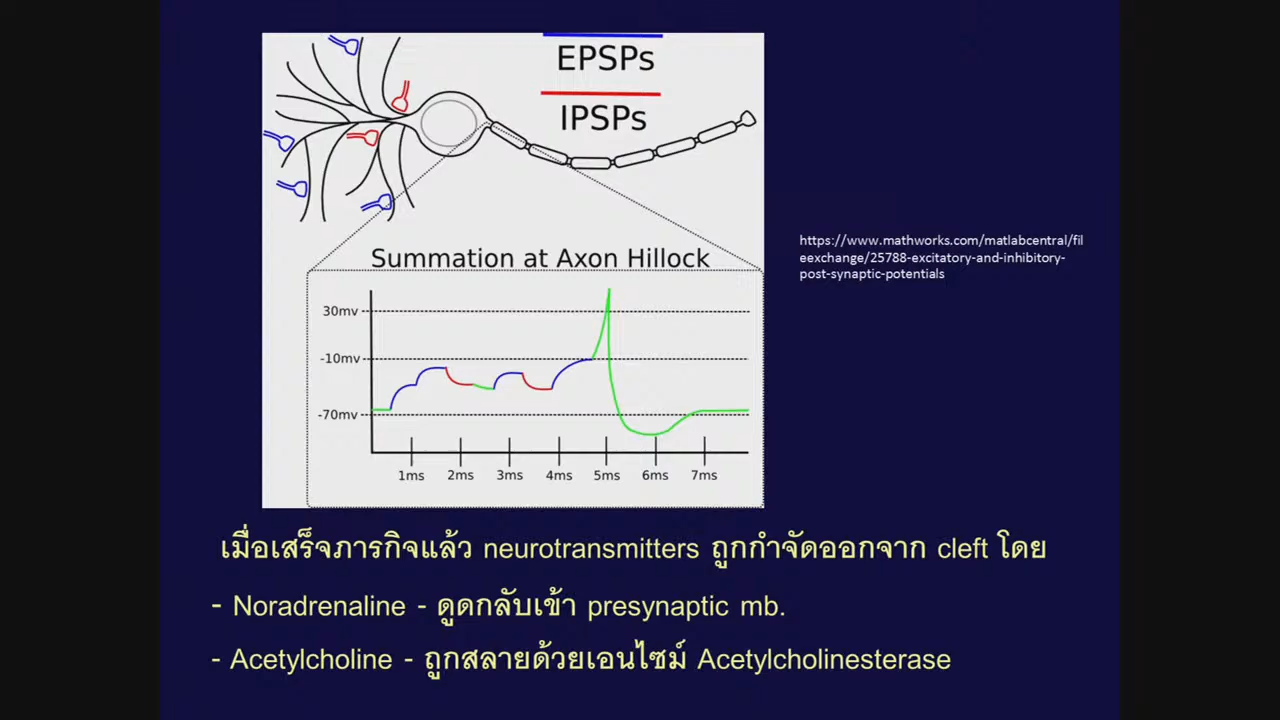 EPSPs
IPSPs
https://www.mathworks.com/matlabcentral/fil
eexchange/25788-excitatory-and-inhibitory-
post-synaptic-potentials
Summation at Axon Hillock
30mv
-10mv
-70mv
1ms 2ms 3ms 4ms 5ms 6ms 7ms
เมื่อเสร็จภารกิจแล้ว neurotransmitters ถูกกำจัดออกจาก cleft โดย
- Noradrenaline - ดูดกลับเข้า presynaptic mb.
- Acetylcholine - ถูกสลายด้วยเอนไซม์ Acetylcholinesterase